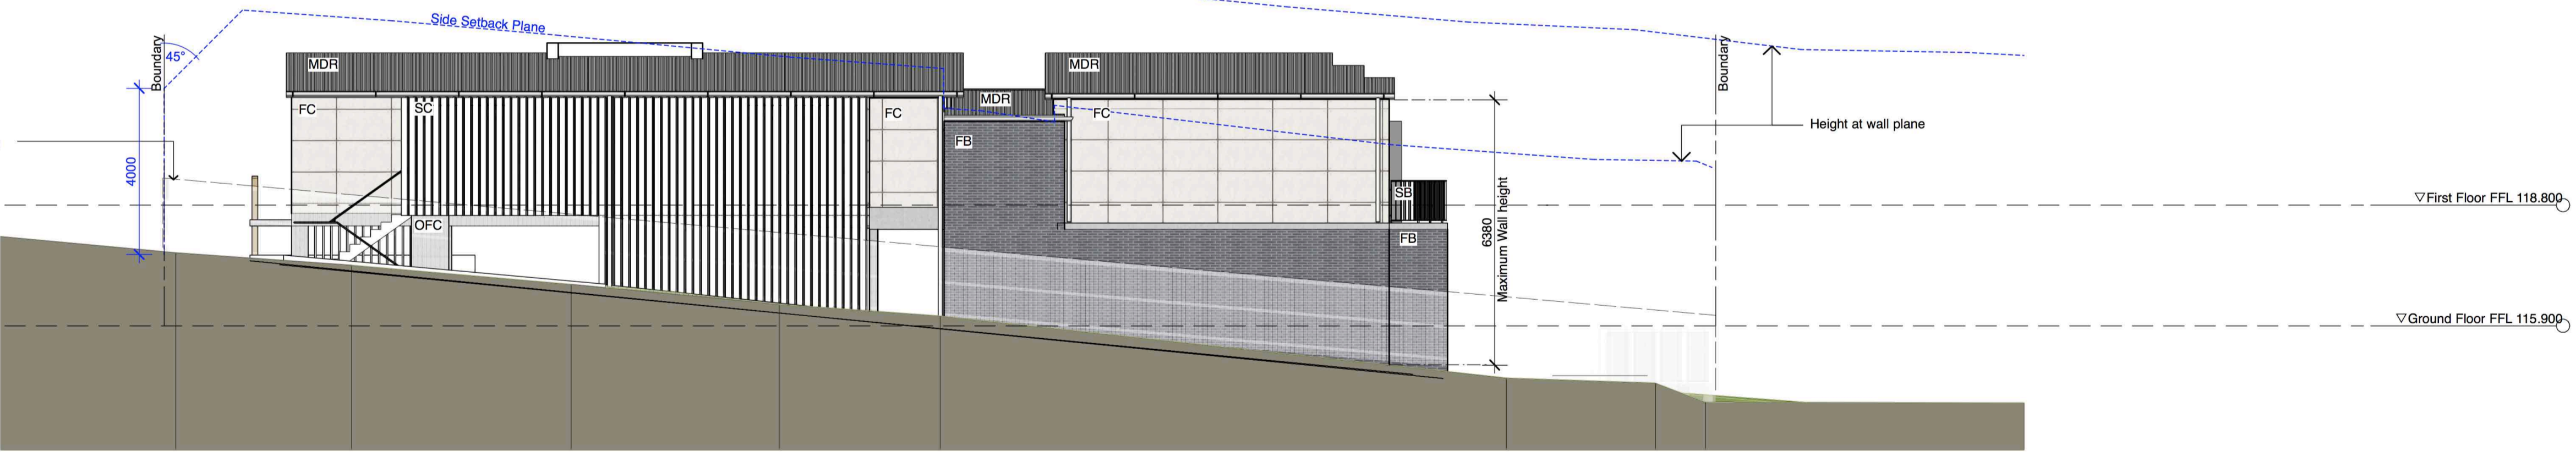 Side Setback Plane
Boundary
45°
MDR
MDR
Boundary
MDR
FC
SC
FC
FC
Height at wall plane
FB
4000
SB
▽First Floor FFL 118.800
OFC
6380
Maximum Wall height
FB
▽Ground Floor FFL 115.900